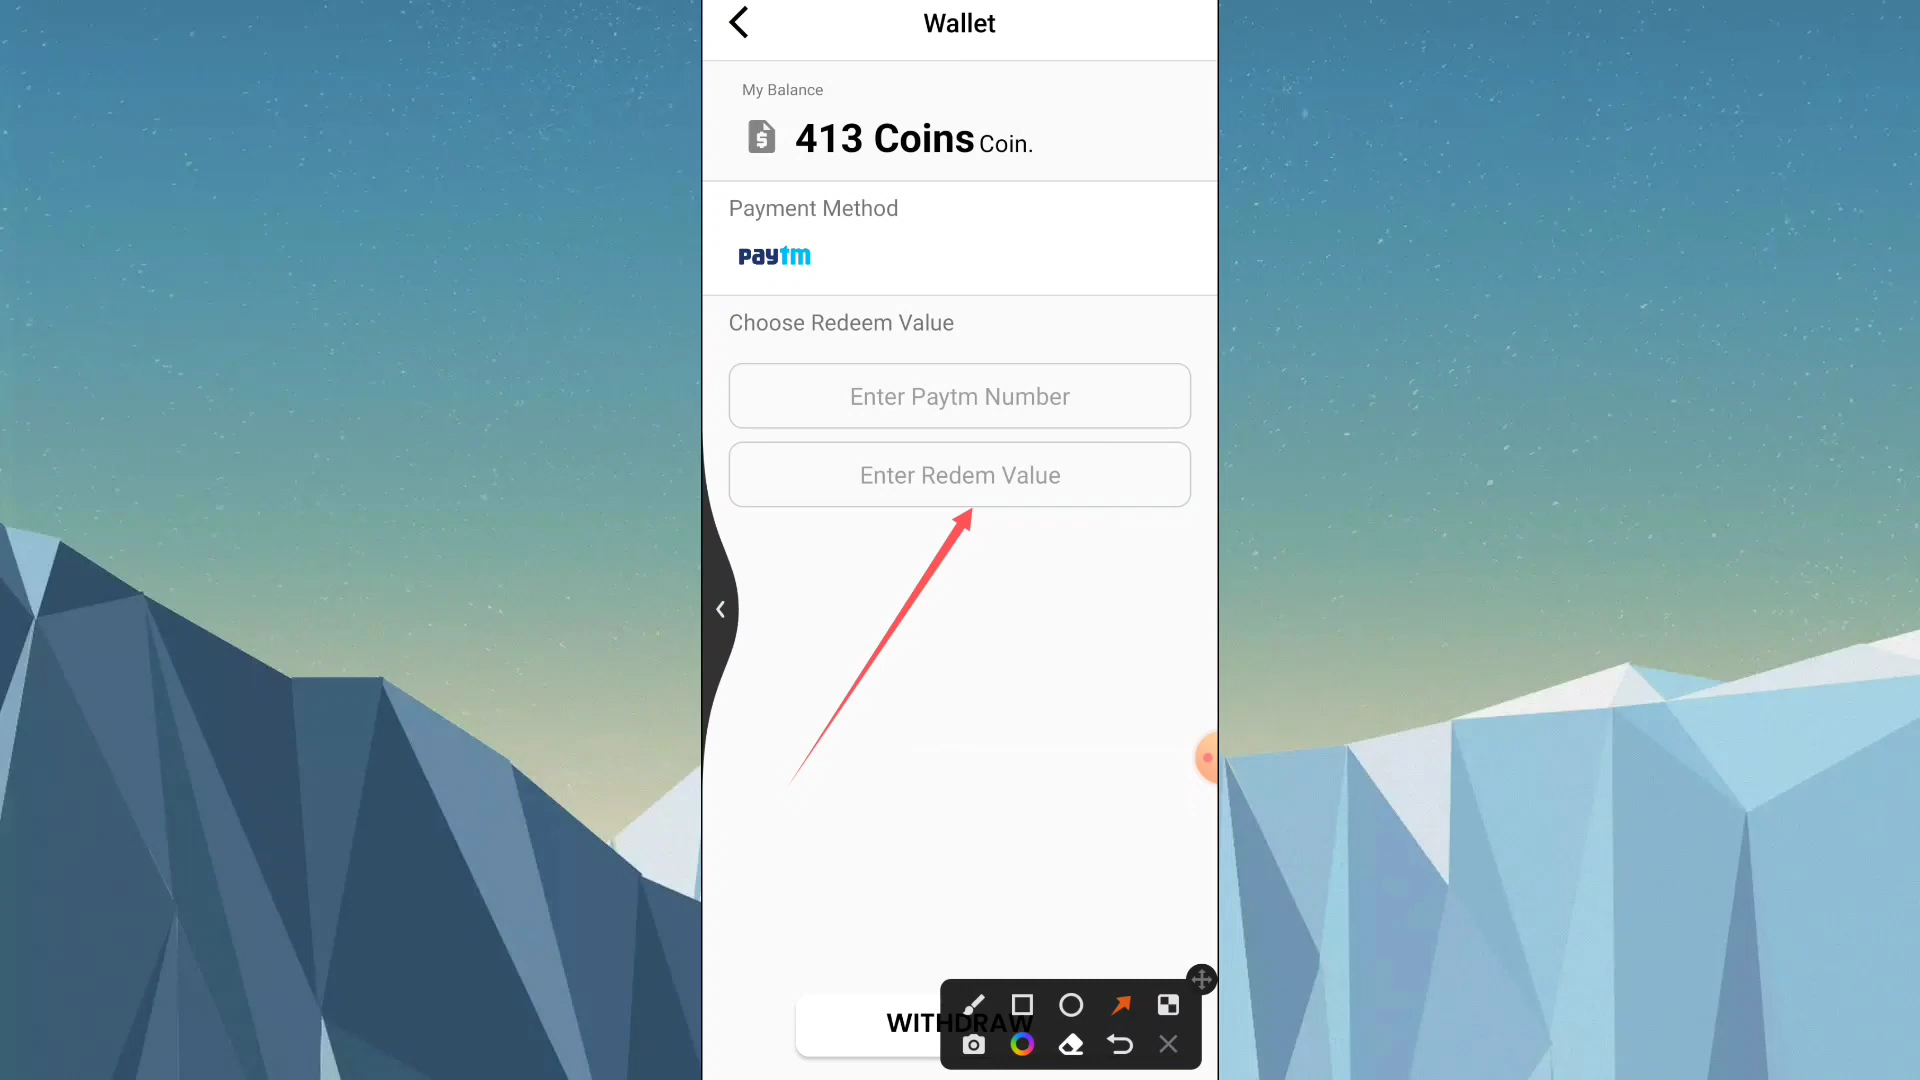 Wallet
My Balance
413 Coins Coin.
Payment Method
paytm
Choose Redeem Value
Enter Paytm Number
Enter Redem Value
WITHDRAW